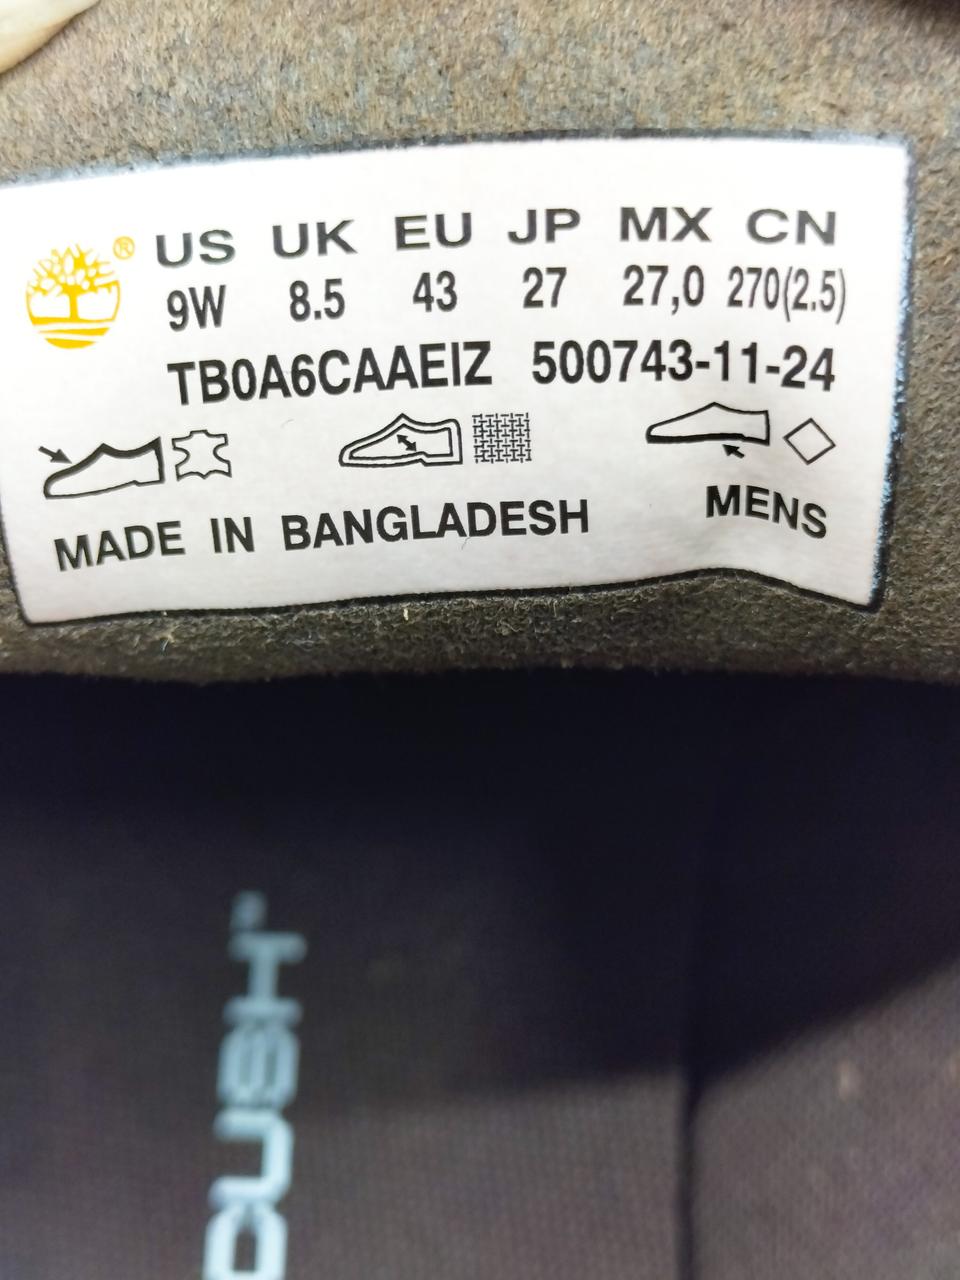 ® US UK EU JP MX CN
9W 8.5 43 27 27,0 270(2.5)
TB0A6CAAEIZ 500743-11-24
MADE IN BANGLADESH MENS